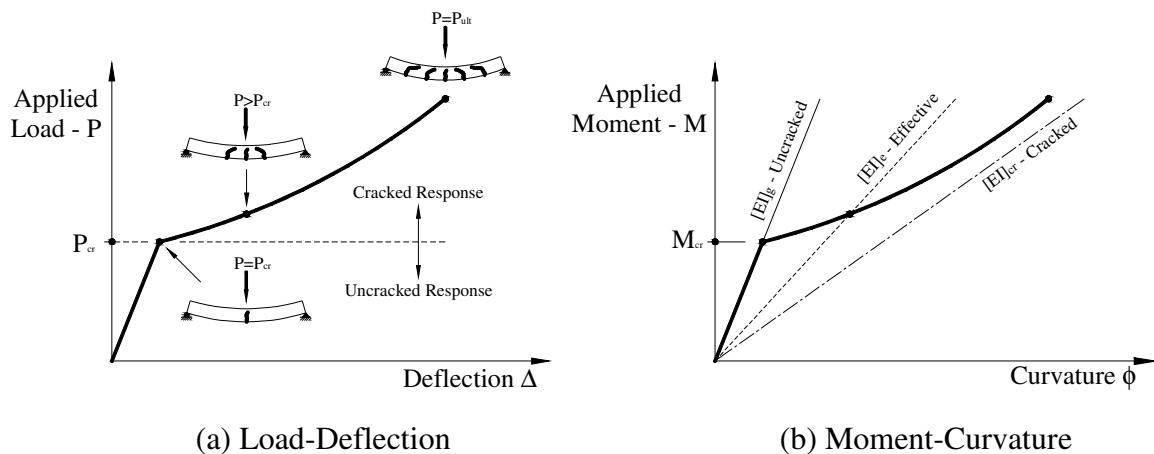 P=Pult
Applied
Load - P
P>Pcr
Cracked Response
Pcr
P=Pcr
Uncracked Response
Deflection Δ
(a) Load-Deflection
Applied
Moment - M
[EI]g - Uncracked
[EI]e - Effective
[EI]cr - Cracked
Mcr
Curvature ϕ
(b) Moment-Curvature